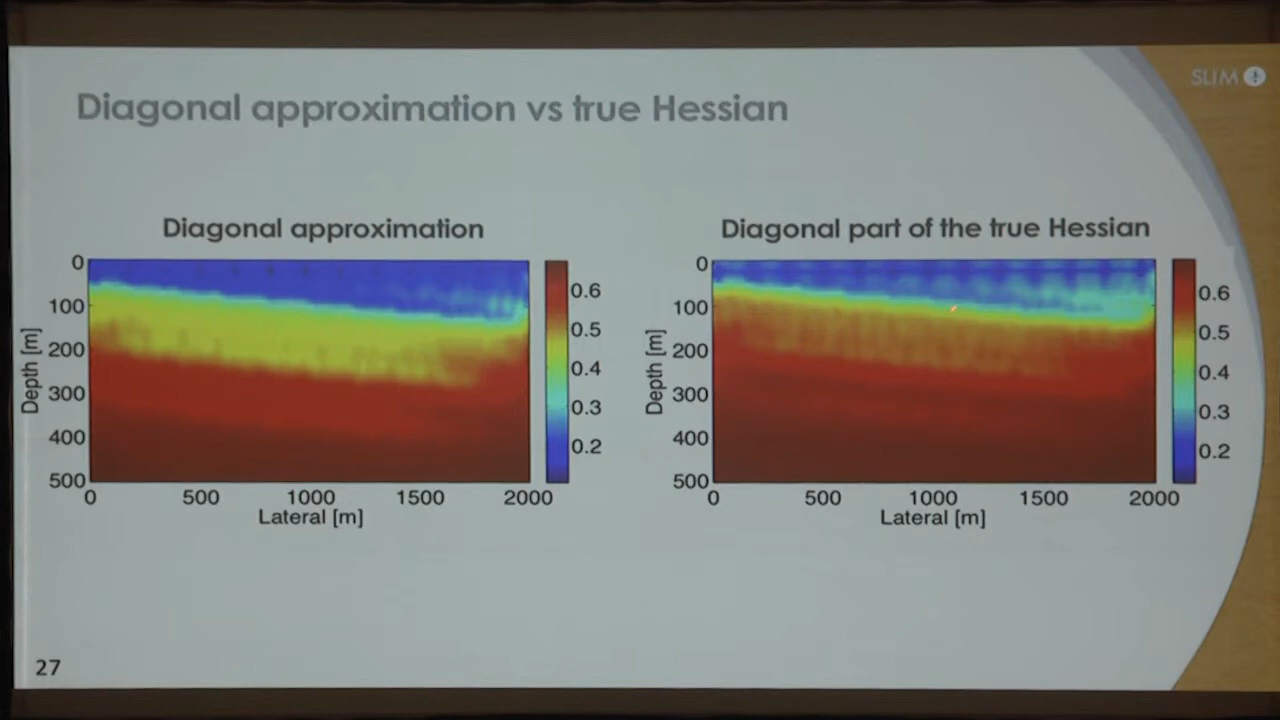 SLIM
Diagonal approximation vs true Hessian
Diagonal approximation
0
100
200
300
400
500
Depth [m]
0 500 1000 1500 2000
Lateral [m]
0.6
0.5
0.4
0.3
0.2
Diagonal part of the true Hessian
0
100
200
300
400
500
Depth [m]
0 500 1000 1500 2000
Lateral [m]
0.6
0.5
0.4
0.3
0.2
27